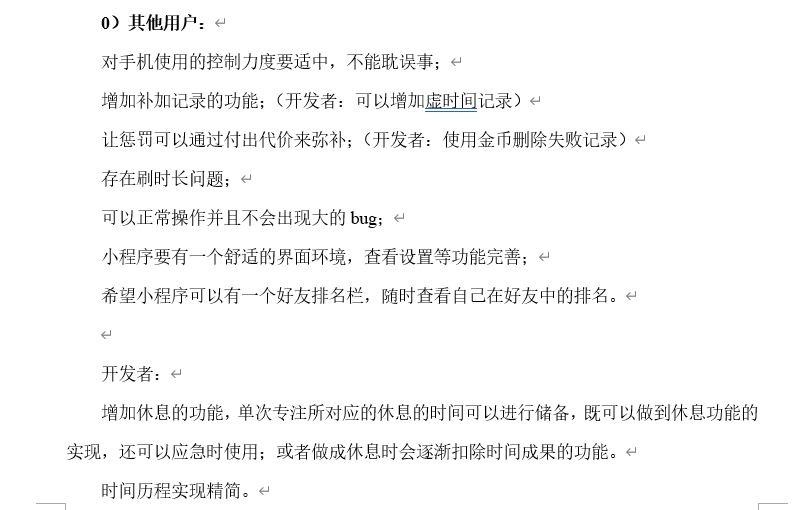 0）其他用户：
对手机使用的控制力度要适中，不能耽误事；
增加补加记录的功能；（开发者：可以增加虚时间记录）
让惩罚可以通过付出代价来弥补；（开发者：使用金币删除失败记录）
存在刷时长问题；
可以正常操作并且不会出现大的 bug；
小程序要有一个舒适的界面环境，查看设置等功能完善；
希望小程序可以有一个好友排名栏，随时查看自己在好友中的排名。
开发者：
增加休息的功能，单次专注所对应的休息的时间可以进行储备，既可以做到休息功能的
实现，还可以应急时使用；或者做成休息时会逐渐扣除时间成果的功能。
时间历程实现精简。